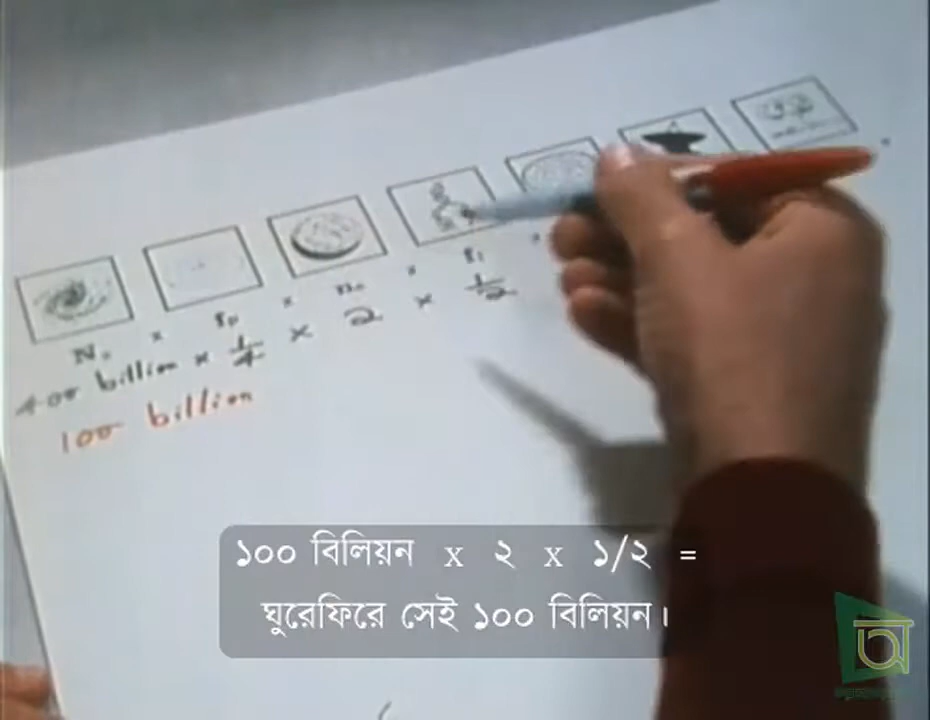 N* x fp x ne x fl x
400 billion x 1/4 x 2 x 1/2
100 billion
১০০ বিলিয়ন x ২ x ১/২ =
ঘুরেফিরে সেই ১০০ বিলিয়ন।
অ